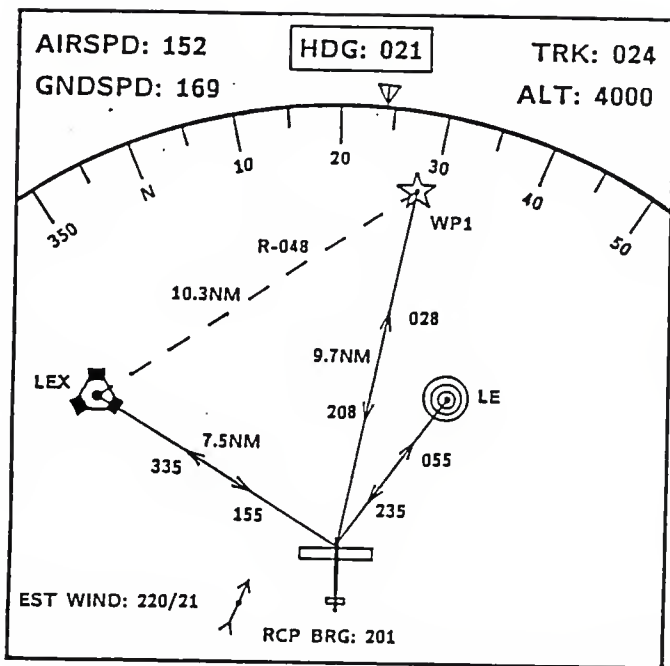 AIRSPD: 152
HDG: 021
TRK: 024
GNDSPD: 169
ALT: 4000
350
N
10
20
30
40
50
WP1
R-048
10.3NM
028
9.7NM
LEX
LE
208
7.5NM
335
055
155
235
EST WIND: 220/21
RCP BRG: 201